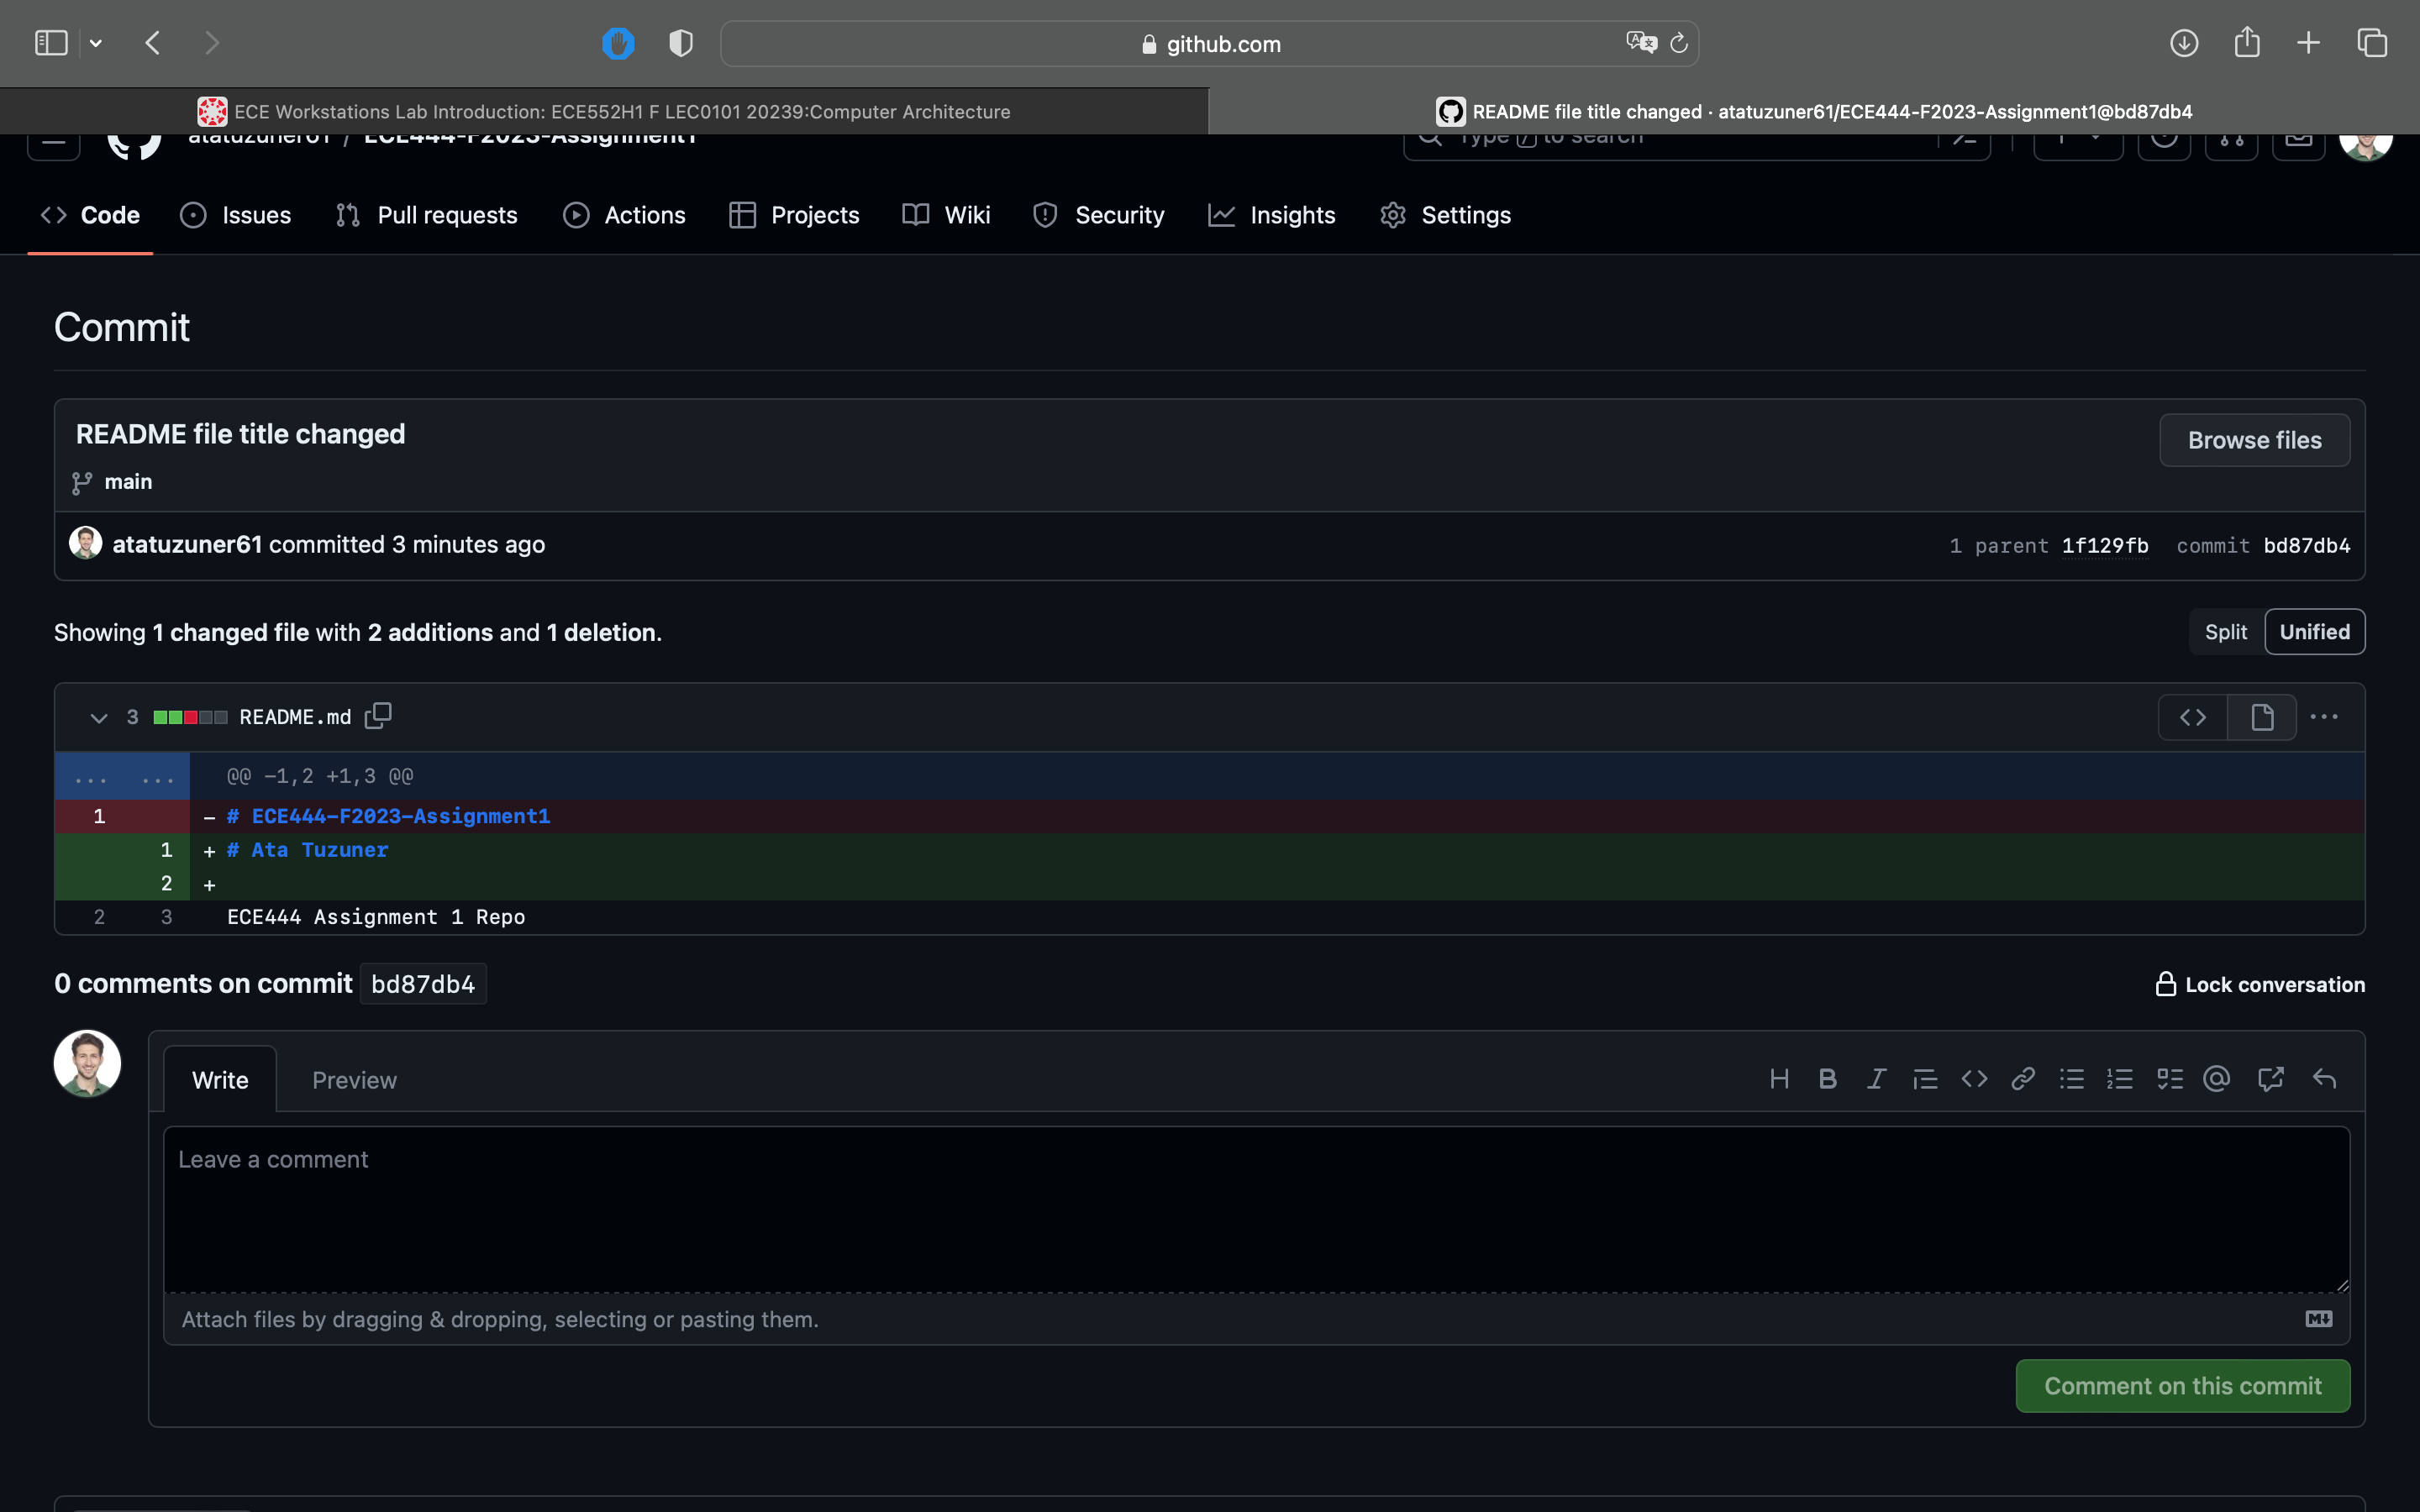 github.com
ECE Workstations Lab Introduction: ECE552H1 F LEC0101 20239:Computer Architecture
README file title changed · atatuzuner61/ECE444-F2023-Assignment1@bd87db4
atatuzuner61 / ECE444-F2023-Assignment1
Type / to search
Code Issues Pull requests Actions Projects Wiki Security Insights Settings
Commit
README file title changed
Browse files
main
atatuzuner61 committed 3 minutes ago
1 parent 1f129fb commit bd87db4
Showing 1 changed file with 2 additions and 1 deletion.
Split Unified
3 README.md
... ... @@ -1,2 +1,3 @@
1 - # ECE444-F2023-Assignment1
1 + # Ata Tuzuner
2 +
2 3 ECE444 Assignment 1 Repo
0 comments on commit bd87db4
Lock conversation
Write Preview
Leave a comment
Attach files by dragging & dropping, selecting or pasting them.
Comment on this commit